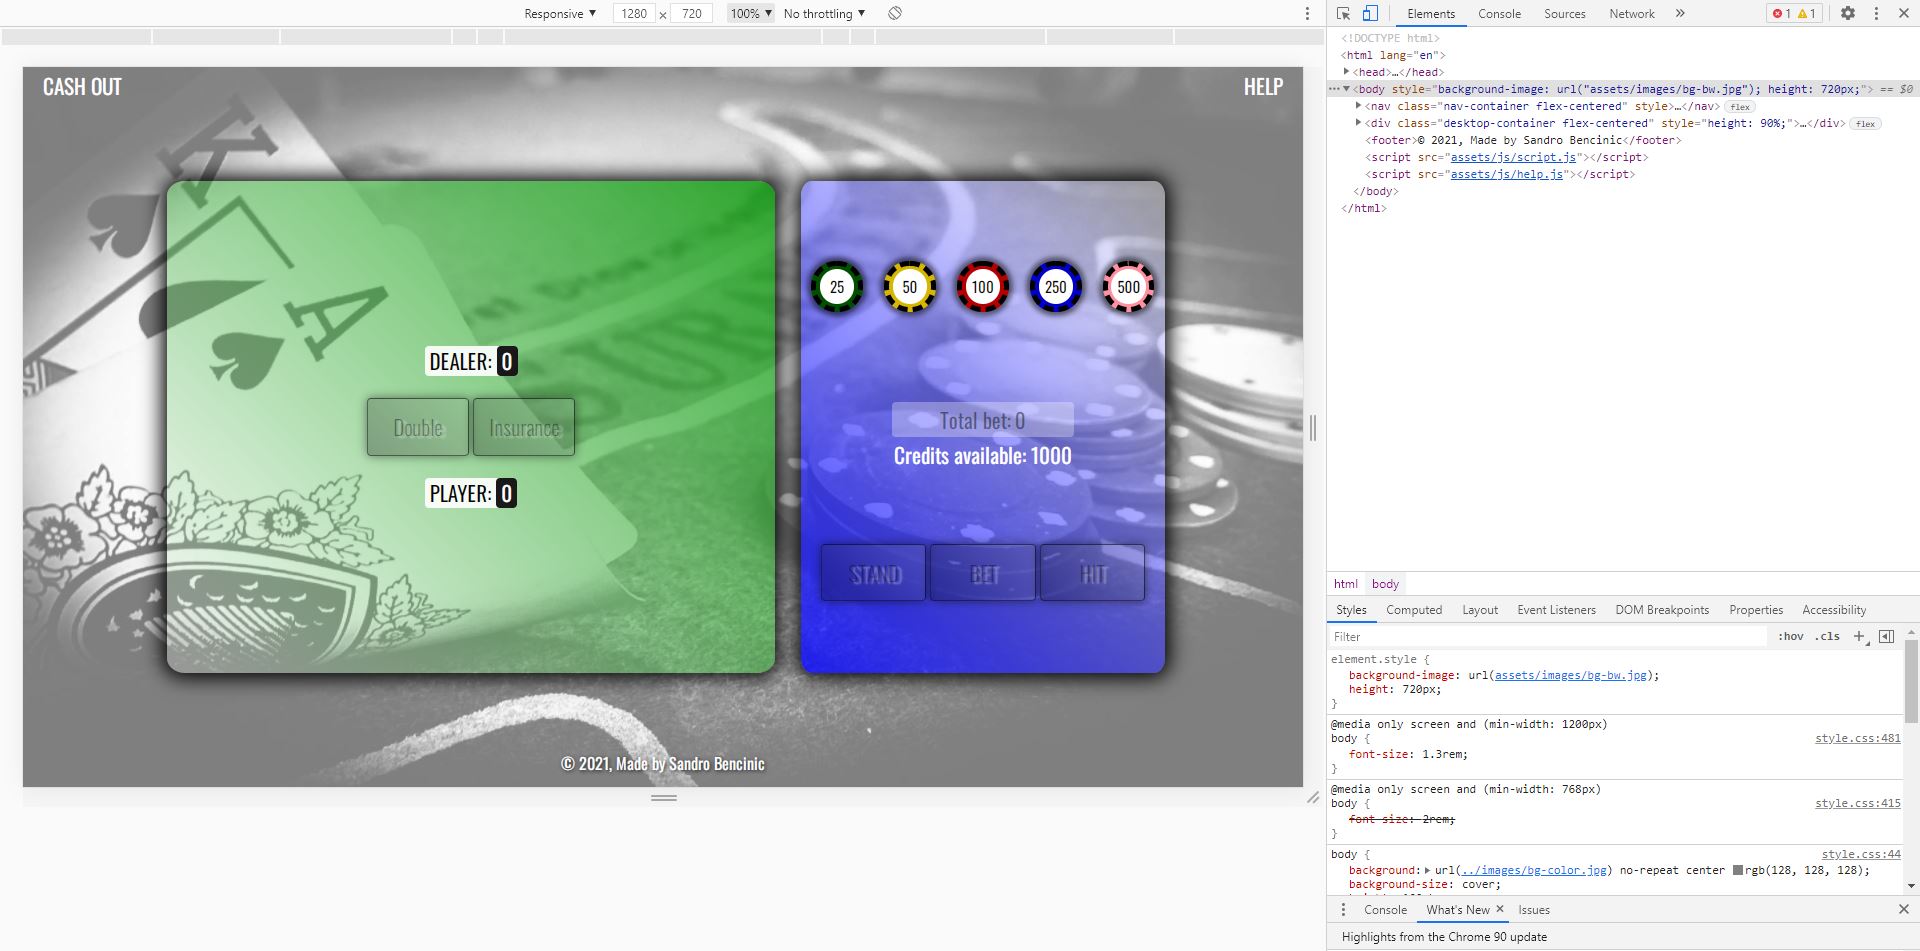 Responsive ▼ 1280 x 720 100% ▼ No throttling ▼
CASH OUT
HELP
K
A
DEALER: 0
Double
Insurance
PLAYER: 0
25
50
100
250
500
Total bet: 0
Credits available: 1000
STAND
BET
HIT
© 2021, Made by Sandro Bencinic
Elements Console Sources Network » 1 1
<!DOCTYPE html>
<html lang="en">
<head>…</head>
<body style="background-image: url("assets/images/bg-bw.jpg"); height: 720px;"> == $0
<nav class="nav-container flex-centered" style>…</nav> flex
<div class="desktop-container flex-centered" style="height: 90%;">…</div> flex
<footer>© 2021, Made by Sandro Bencinic</footer>
<script src="assets/js/script.js"></script>
<script src="assets/js/help.js"></script>
</body>
</html>
html body
Styles Computed Layout Event Listeners DOM Breakpoints Properties Accessibility
Filter :hov .cls +
element.style {
background-image: url(assets/images/bg-bw.jpg);
height: 720px;
}
@media only screen and (min-width: 1200px)
body { style.css:481
font-size: 1.3rem;
}
@media only screen and (min-width: 768px)
body { style.css:415
font-size: 2rem;
}
body { style.css:44
background: url(../images/bg-color.jpg) no-repeat center rgb(128, 128, 128);
background-size: cover;
Console What's New × Issues
Highlights from the Chrome 90 update